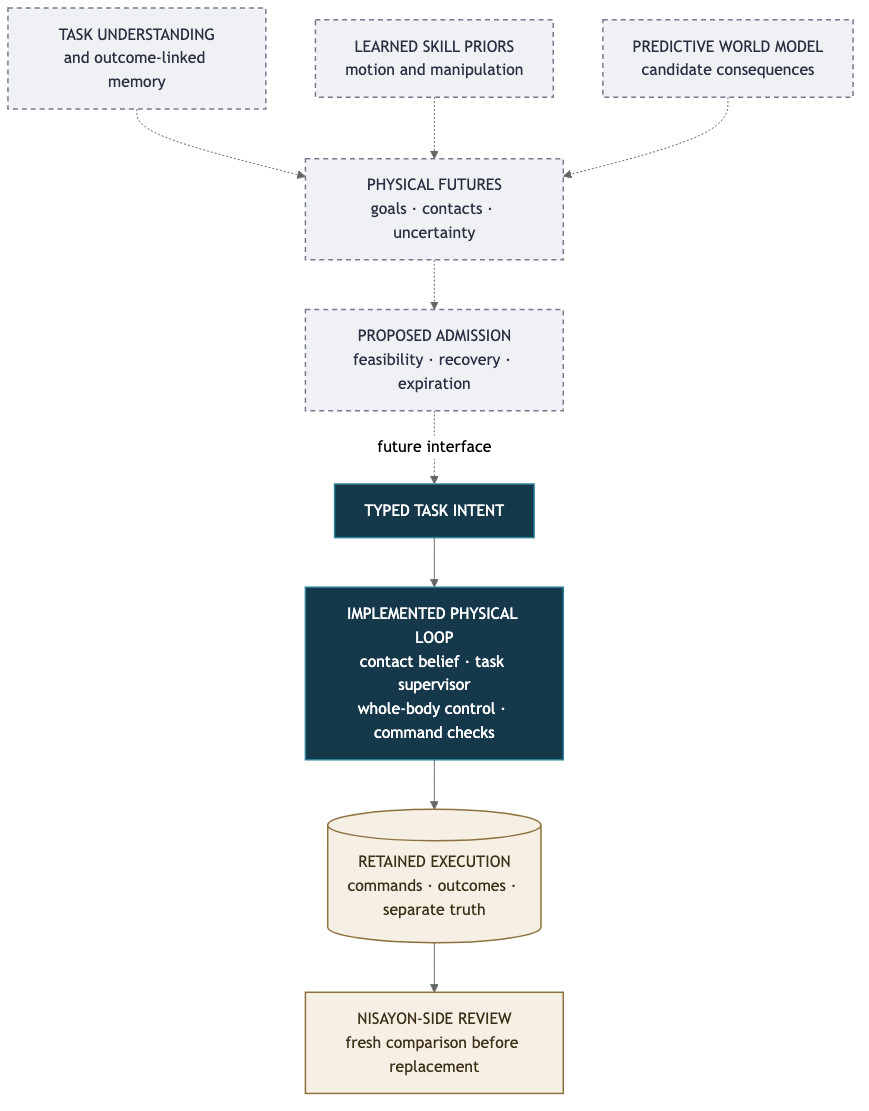 TASK UNDERSTANDING
and outcome-linked
memory
LEARNED SKILL PRIORS
motion and manipulation
PREDICTIVE WORLD MODEL
candidate consequences
PHYSICAL FUTURES
goals · contacts ·
uncertainty
PROPOSED ADMISSION
feasibility · recovery ·
expiration
future interface
TYPED TASK INTENT
IMPLEMENTED PHYSICAL
LOOP
contact belief · task
supervisor
whole-body control ·
command checks
RETAINED EXECUTION
commands · outcomes ·
separate truth
NISAYON-SIDE REVIEW
fresh comparison before
replacement